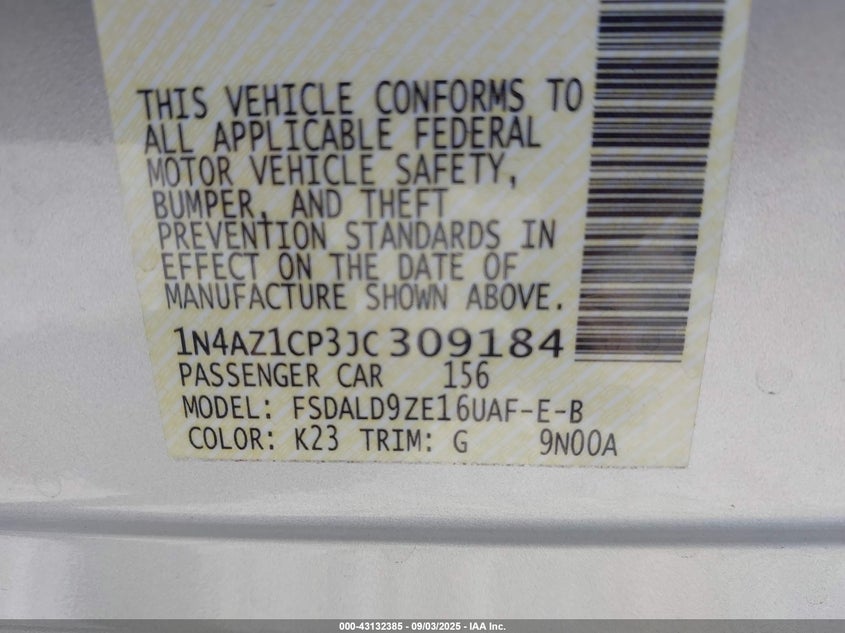 THIS VEHICLE CONFORMS TO
ALL APPLICABLE FEDERAL
MOTOR VEHICLE SAFETY,
BUMPER, AND THEFT
PREVENTION STANDARDS IN
EFFECT ON THE DATE OF
MANUFACTURE SHOWN ABOVE.
1N4AZ1CP3JC309184
PASSENGER CAR 156
MODEL: FSDALD9ZE16UAF-E-B
COLOR: K23 TRIM: G 9N00A
000-43132385 - 09/03/2025 - IAA Inc.